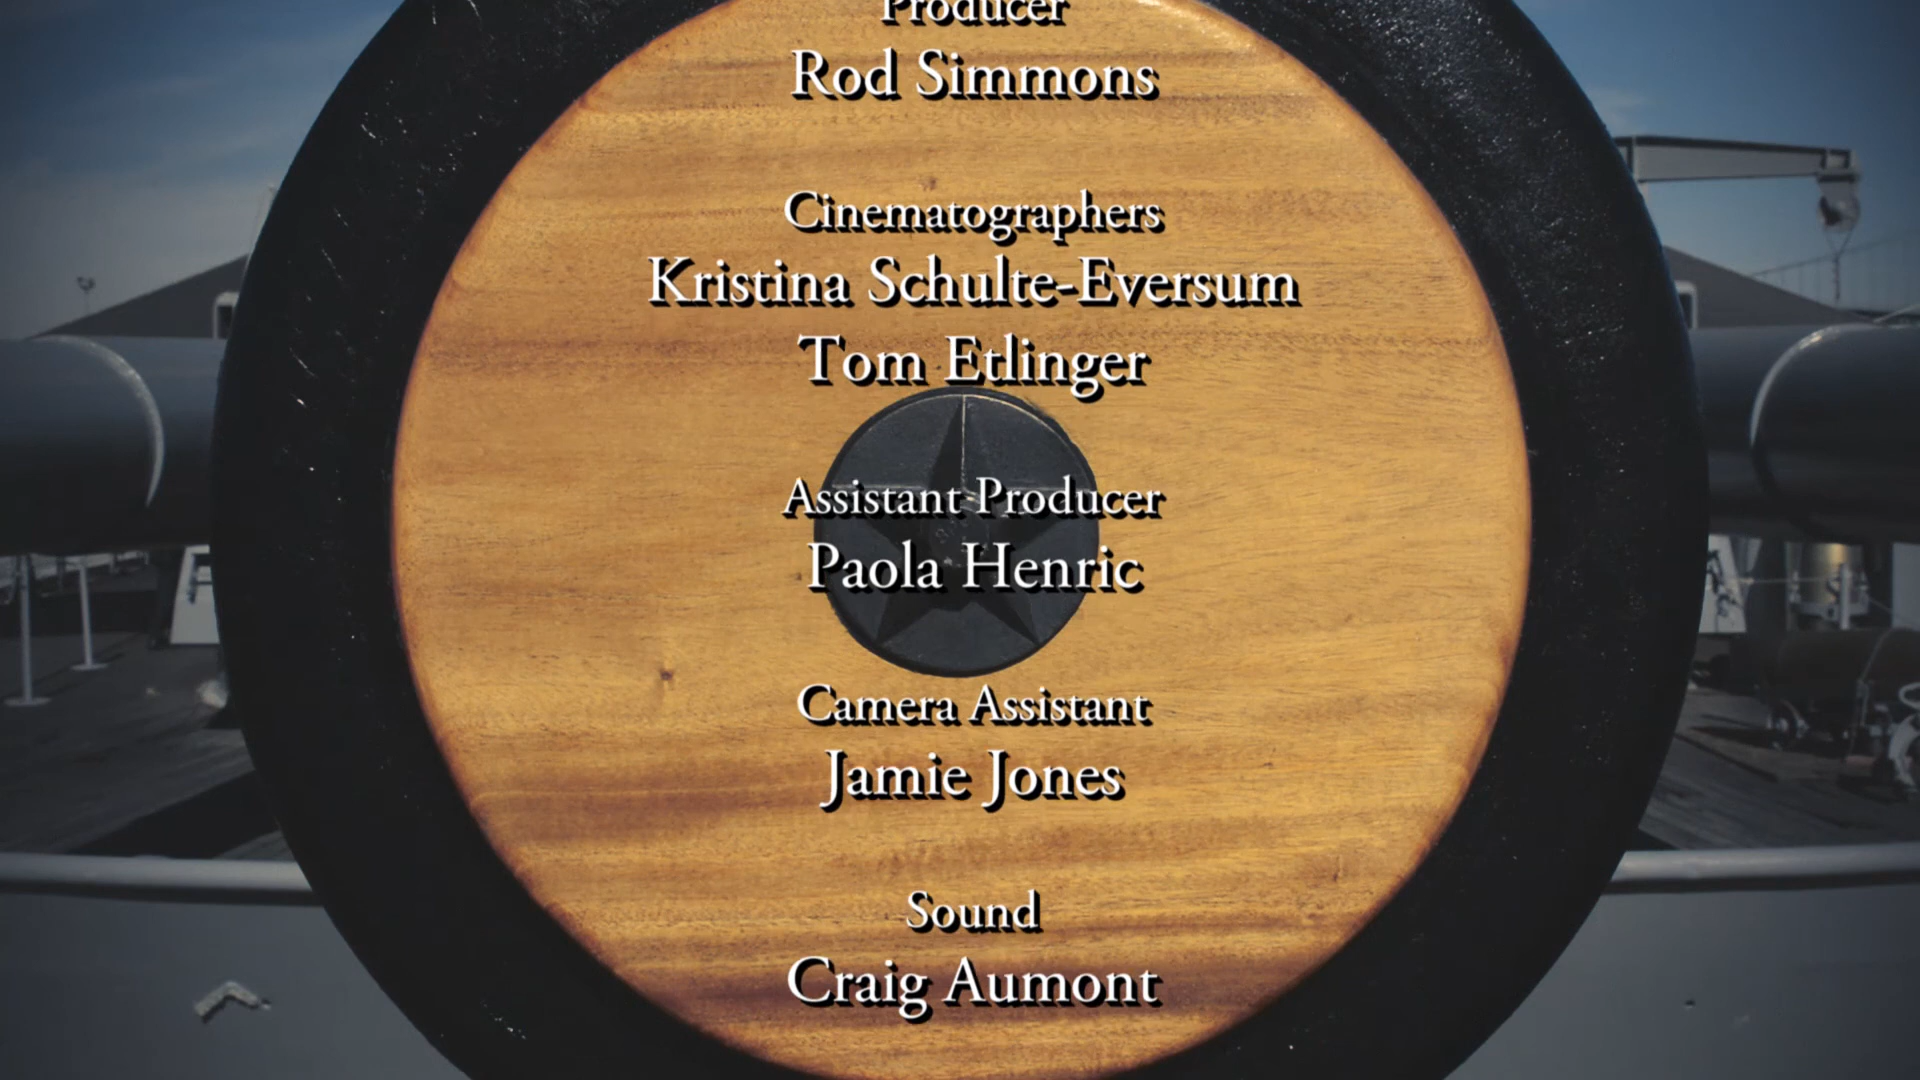 Producer
Rod Simmons
Cinematographers
Kristina Schulte-Eversum
Tom Etlinger
Assistant Producer
Paola Henric
Camera Assistant
Jamie Jones
Sound
Craig Aumont